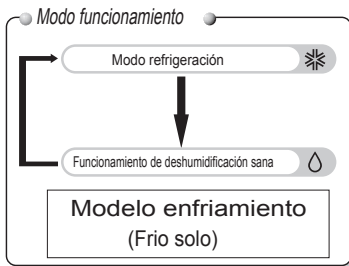 Modo funcionamiento
Modo refrigeración
Funcionamiento de deshumidificación sana
Modelo enfriamiento
(Frio solo)